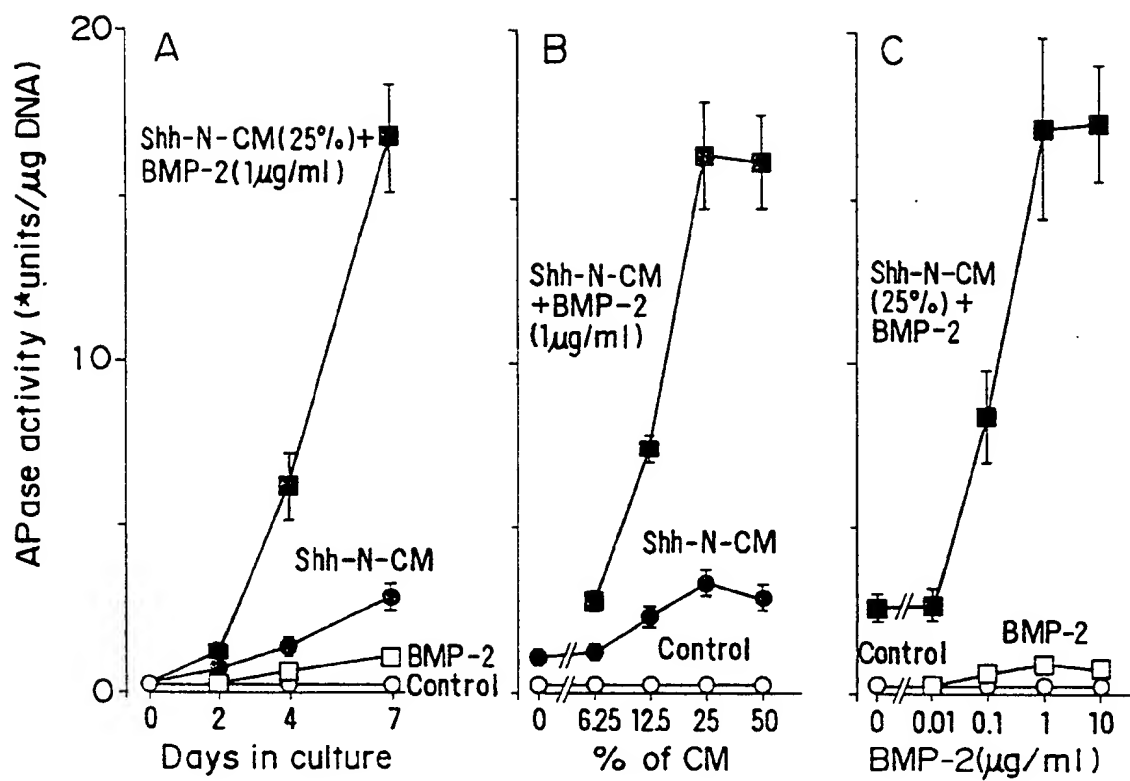 APase activity (*units/μg DNA)
20
10
0
A
Shh-N-CM(25%)+
BMP-2(1μg/ml)
Shh-N-CM
BMP-2
Control
0 2 4 7
Days in culture
B
Shh-N-CM
+BMP-2
(1μg/ml)
Shh-N-CM
Control
0 6.25 12.5 25 50
% of CM
C
Shh-N-CM
(25%)+
BMP-2
Control
BMP-2
0 0.01 0.1 1 10
BMP-2(μg/ml)